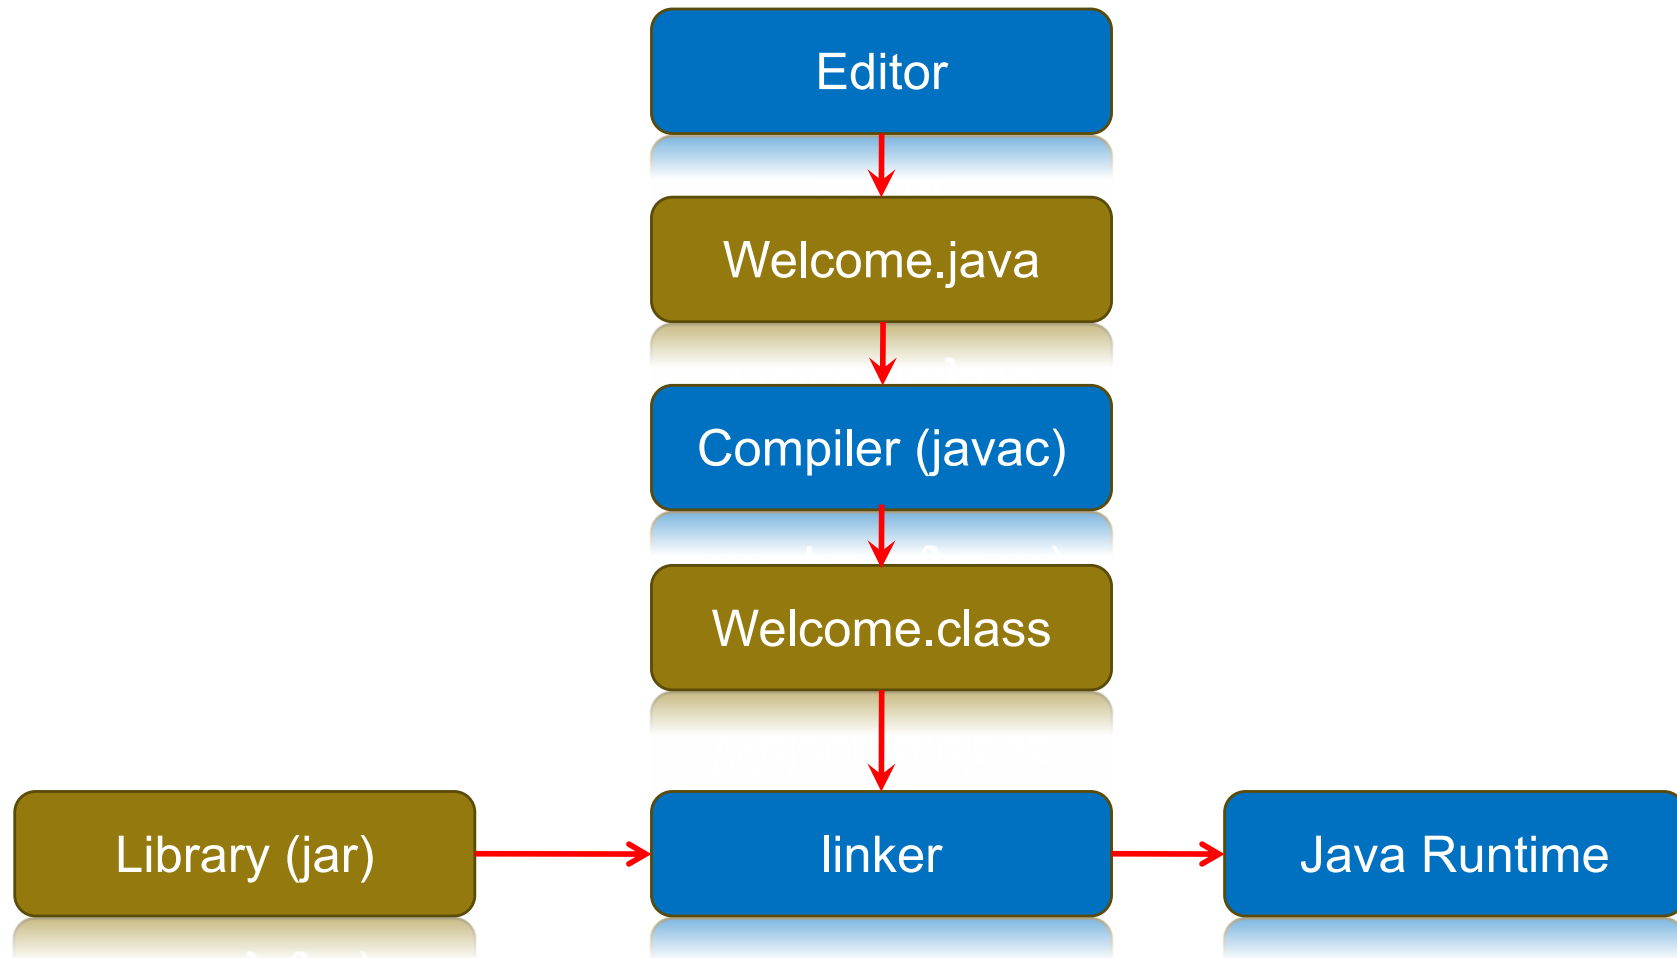 Editor
Welcome.java
Compiler (javac)
Welcome.class
Library (jar)
linker
Java Runtime